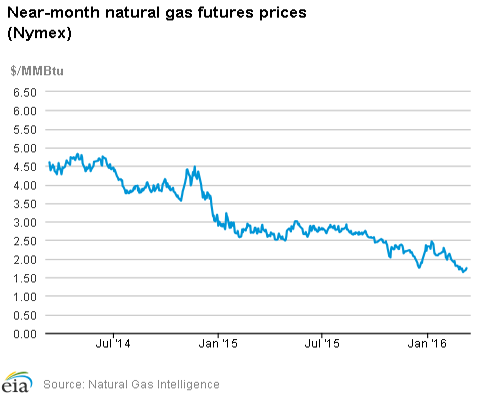 Near-month natural gas futures prices
(Nymex)
$/MMBtu
6.50
6.00
5.50
5.00
4.50
4.00
3.50
3.00
2.50
2.00
1.50
1.00
0.50
0.00
Jul '14
Jan '15
Jul '15
Jan '16
eia
Source: Natural Gas Intelligence